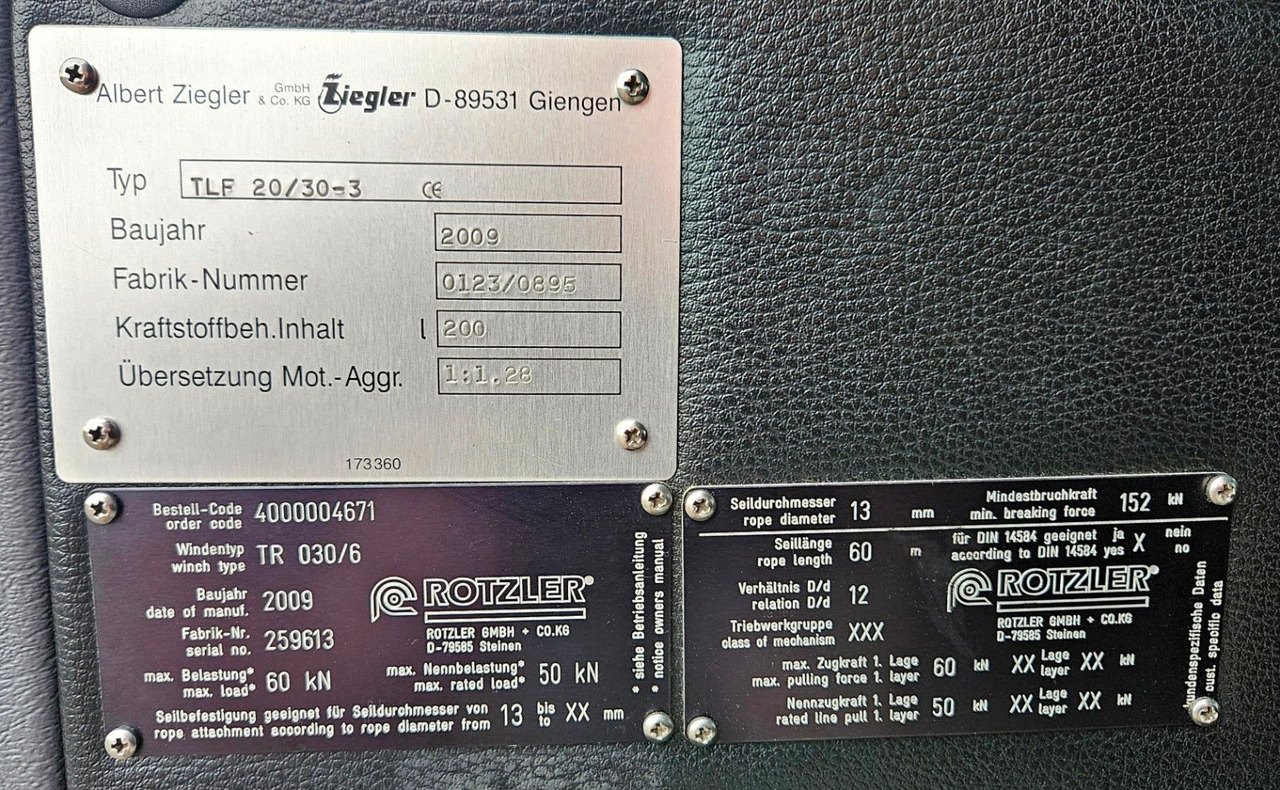 Albert Ziegler GmbH & Co. KG Ziegler D-89531 Giengen
Typ TLF 20/30-3 CE
Baujahr 2009
Fabrik-Nummer 0123/0895
Kraftstoffbeh.Inhalt l 200
Übersetzung Mot.-Aggr. 1:1.28
173360
Bestell-Code
order code 4000004671
Windentyp
winch type TR 030/6
Baujahr
date of manuf. 2009
Fabrik-Nr.
serial no. 259613
ROTZLER®
ROTZLER GMBH + CO.KG
D-79585 Steinen
max. Belastung*
max. load* 60 kN
max. Nennbelastung*
max. rated load* 50 kN
Seilbefestigung geeignet für Seildurchmesser von 13 bis XX mm
rope attachment according to rope diameter from to
* siehe Betriebsanleitung
* notice owners manual
Seildurchmesser
rope diameter 13 mm
Mindestbruchkraft
min. breaking force 152 kN
Seillänge
rope length 60 m
für DIN 14584 geeignet ja X nein
according to DIN 14584 yes no
Verhältnis D/d
relation D/d 12
Triebwerkgruppe
class of mechanism XXX
ROTZLER®
ROTZLER GMBH + CO.KG
D-79585 Steinen
max. Zugkraft 1. Lage
max. pulling force 1. layer 60 kN XX Lage layer XX kN
Nennzugkraft 1. Lage
rated line pull 1. layer 50 kN XX Lage layer XX kN
kundenspezifische Daten
cust. specific data